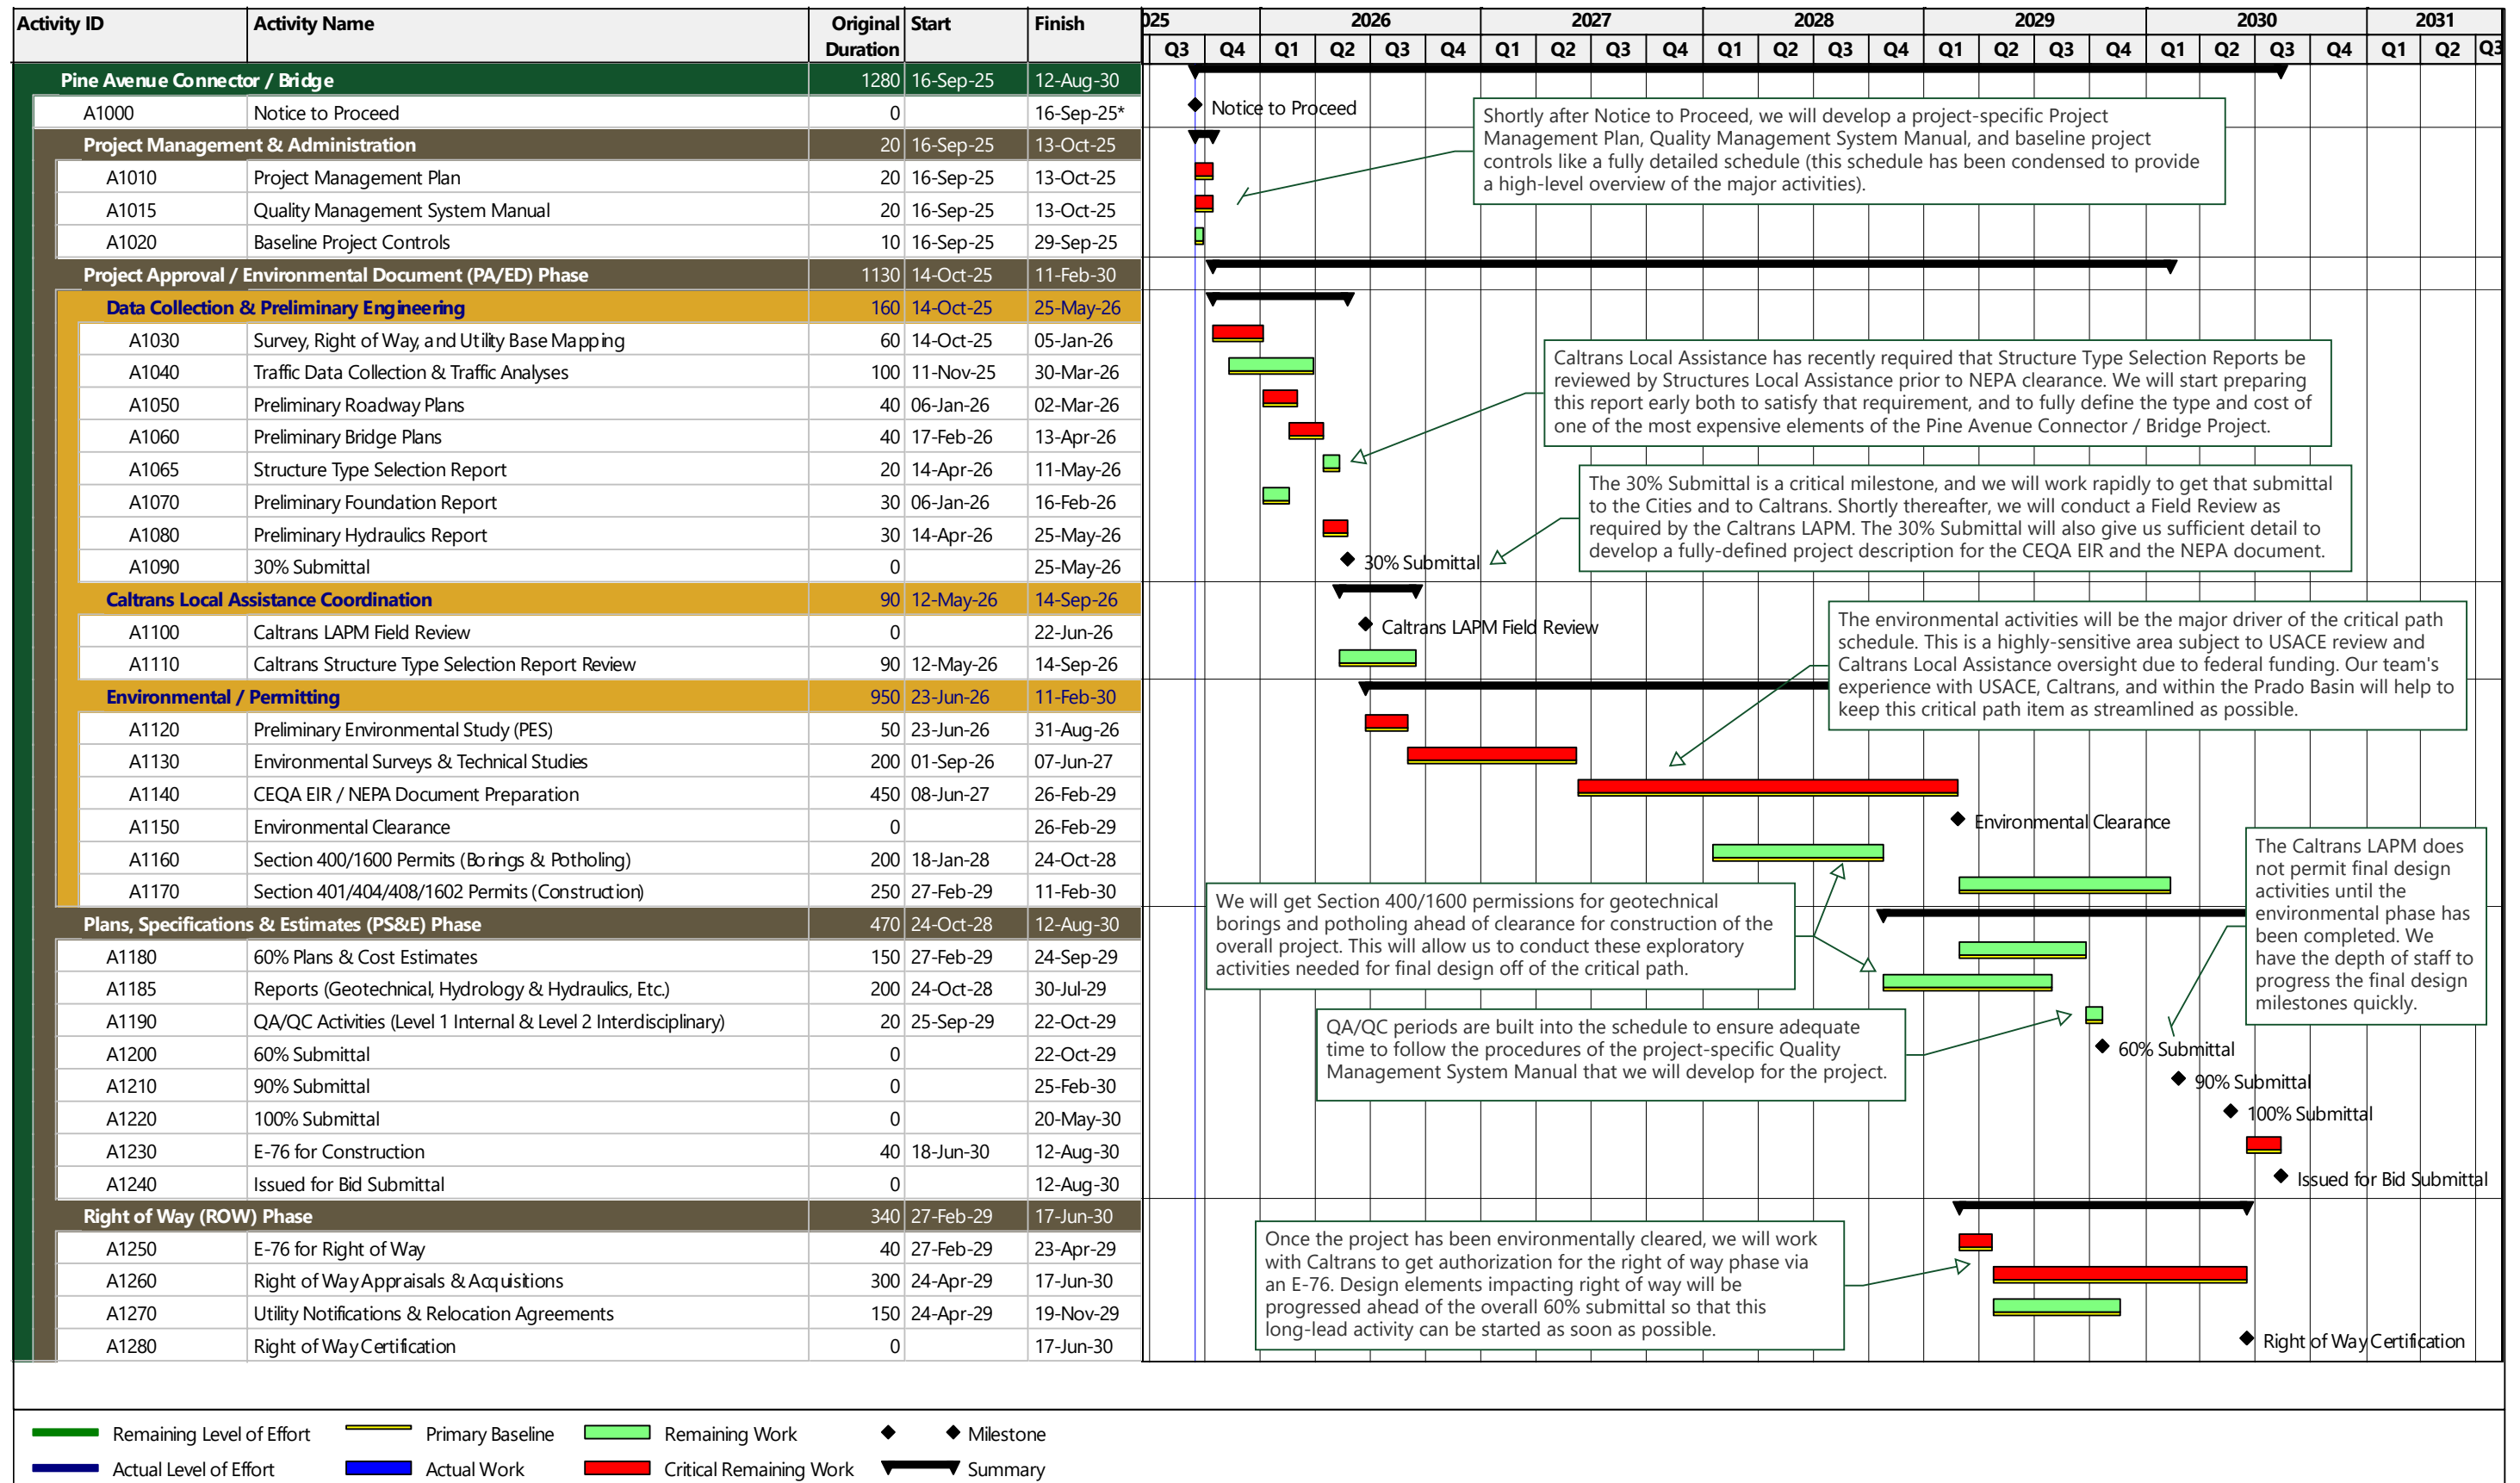 Activity ID Activity Name Original Duration Start Finish
025 2026 2027 2028 2029 2030 2031
Q3 Q4 Q1 Q2 Q3 Q4 Q1 Q2 Q3 Q4 Q1 Q2 Q3 Q4 Q1 Q2 Q3 Q4 Q1 Q2 Q3 Q4 Q1 Q2 Q3
Pine Avenue Connector / Bridge 1280 16-Sep-25 12-Aug-30
A1000 Notice to Proceed 0 16-Sep-25*
Project Management & Administration 20 16-Sep-25 13-Oct-25
A1010 Project Management Plan 20 16-Sep-25 13-Oct-25
A1015 Quality Management System Manual 20 16-Sep-25 13-Oct-25
A1020 Baseline Project Controls 10 16-Sep-25 29-Sep-25
Project Approval / Environmental Document (PA/ED) Phase 1130 14-Oct-25 11-Feb-30
Data Collection & Preliminary Engineering 160 14-Oct-25 25-May-26
A1030 Survey, Right of Way, and Utility Base Mapping 60 14-Oct-25 05-Jan-26
A1040 Traffic Data Collection & Traffic Analyses 100 11-Nov-25 30-Mar-26
A1050 Preliminary Roadway Plans 40 06-Jan-26 02-Mar-26
A1060 Preliminary Bridge Plans 40 17-Feb-26 13-Apr-26
A1065 Structure Type Selection Report 20 14-Apr-26 11-May-26
A1070 Preliminary Foundation Report 30 06-Jan-26 16-Feb-26
A1080 Preliminary Hydraulics Report 30 14-Apr-26 25-May-26
A1090 30% Submittal 0 25-May-26
Caltrans Local Assistance Coordination 90 12-May-26 14-Sep-26
A1100 Caltrans LAPM Field Review 0 22-Jun-26
A1110 Caltrans Structure Type Selection Report Review 90 12-May-26 14-Sep-26
Environmental / Permitting 950 23-Jun-26 11-Feb-30
A1120 Preliminary Environmental Study (PES) 50 23-Jun-26 31-Aug-26
A1130 Environmental Surveys & Technical Studies 200 01-Sep-26 07-Jun-27
A1140 CEQA EIR / NEPA Document Preparation 450 08-Jun-27 26-Feb-29
A1150 Environmental Clearance 0 26-Feb-29
A1160 Section 400/1600 Permits (Borings & Potholing) 200 18-Jan-28 24-Oct-28
A1170 Section 401/404/408/1602 Permits (Construction) 250 27-Feb-29 11-Feb-30
Plans, Specifications & Estimates (PS&E) Phase 470 24-Oct-28 12-Aug-30
A1180 60% Plans & Cost Estimates 150 27-Feb-29 24-Sep-29
A1185 Reports (Geotechnical, Hydrology & Hydraulics, Etc.) 200 24-Oct-28 30-Jul-29
A1190 QA/QC Activities (Level 1 Internal & Level 2 Interdisciplinary) 20 25-Sep-29 22-Oct-29
A1200 60% Submittal 0 22-Oct-29
A1210 90% Submittal 0 25-Feb-30
A1220 100% Submittal 0 20-May-30
A1230 E-76 for Construction 40 18-Jun-30 12-Aug-30
A1240 Issued for Bid Submittal 0 12-Aug-30
Right of Way (ROW) Phase 340 27-Feb-29 17-Jun-30
A1250 E-76 for Right of Way 40 27-Feb-29 23-Apr-29
A1260 Right of Way Appraisals & Acquisitions 300 24-Apr-29 17-Jun-30
A1270 Utility Notifications & Relocation Agreements 150 24-Apr-29 19-Nov-29
A1280 Right of Way Certification 0 17-Jun-30
Notice to Proceed
Shortly after Notice to Proceed, we will develop a project-specific Project
Management Plan, Quality Management System Manual, and baseline project
controls like a fully detailed schedule (this schedule has been condensed to provide
a high-level overview of the major activities).
Caltrans Local Assistance has recently required that Structure Type Selection Reports be
reviewed by Structures Local Assistance prior to NEPA clearance. We will start preparing
this report early both to satisfy that requirement, and to fully define the type and cost of
one of the most expensive elements of the Pine Avenue Connector / Bridge Project.
The 30% Submittal is a critical milestone, and we will work rapidly to get that submittal
to the Cities and to Caltrans. Shortly thereafter, we will conduct a Field Review as
required by the Caltrans LAPM. The 30% Submittal will also give us sufficient detail to
develop a fully-defined project description for the CEQA EIR and the NEPA document.
30% Submittal
Caltrans LAPM Field Review
The environmental activities will be the major driver of the critical path
schedule. This is a highly-sensitive area subject to USACE review and
Caltrans Local Assistance oversight due to federal funding. Our team's
experience with USACE, Caltrans, and within the Prado Basin will help to
keep this critical path item as streamlined as possible.
Environmental Clearance
The Caltrans LAPM does
not permit final design
activities until the
environmental phase has
been completed. We
have the depth of staff to
progress the final design
milestones quickly.
We will get Section 400/1600 permissions for geotechnical
borings and potholing ahead of clearance for construction of the
overall project. This will allow us to conduct these exploratory
activities needed for final design off of the critical path.
QA/QC periods are built into the schedule to ensure adequate
time to follow the procedures of the project-specific Quality
Management System Manual that we will develop for the project.
60% Submittal
90% Submittal
100% Submittal
Issued for Bid Submittal
Once the project has been environmentally cleared, we will work
with Caltrans to get authorization for the right of way phase via
an E-76. Design elements impacting right of way will be
progressed ahead of the overall 60% submittal so that this
long-lead activity can be started as soon as possible.
Right of Way Certification
Remaining Level of Effort Primary Baseline Remaining Work Milestone
Actual Level of Effort Actual Work Critical Remaining Work Summary